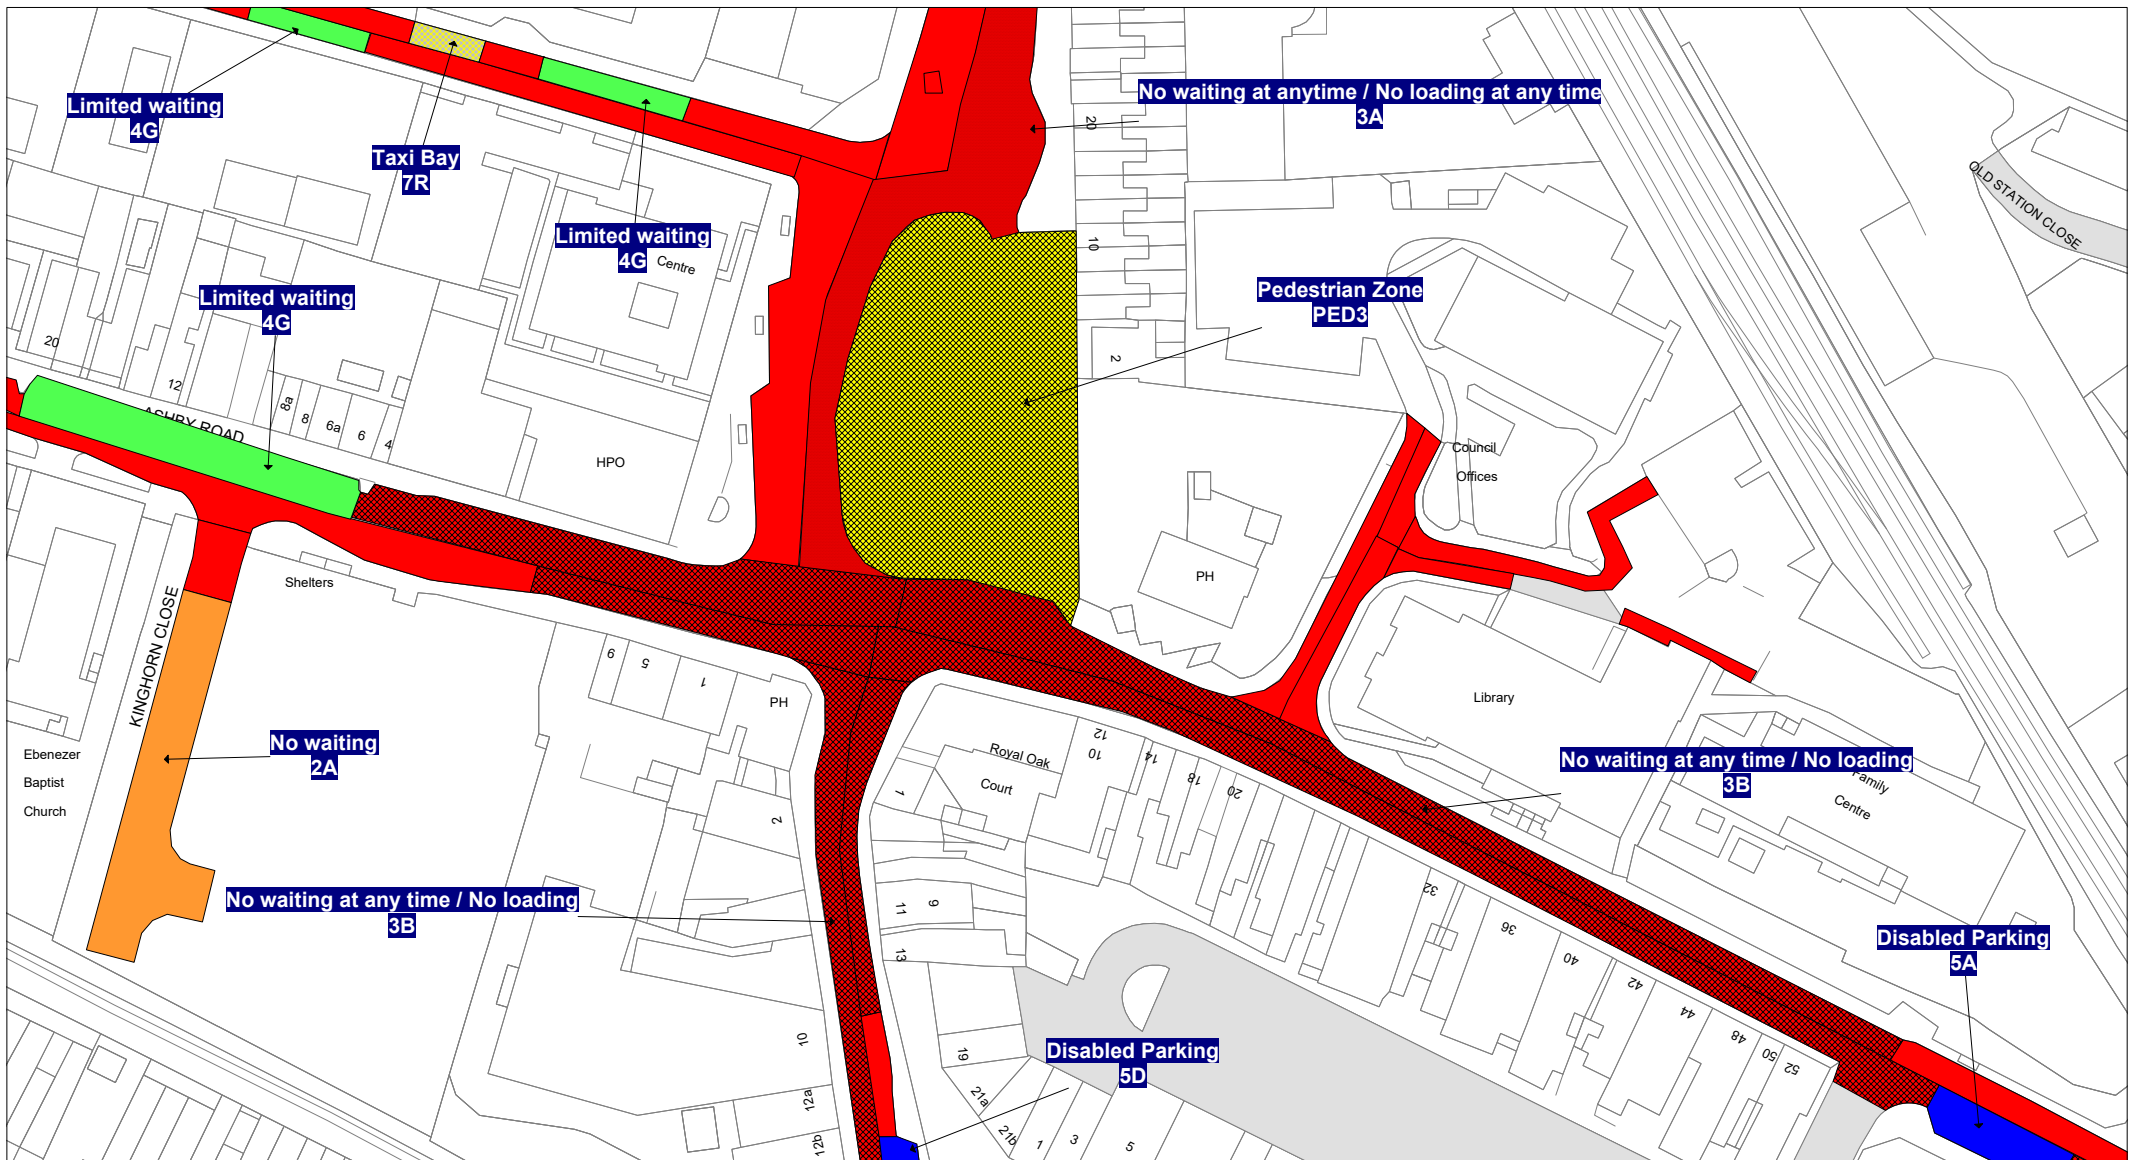 Limited waiting
4G
Taxi Bay
7R
No waiting at anytime / No loading at any time
3A
20
OLD STATION CLOSE
Limited waiting
4G
Centre
10
Limited waiting
4G
Pedestrian Zone
PED3
20
12
8a
8
6a
6
4
2
ASHBY ROAD
HPO
Council
Offices
Shelters
PH
KINGHORN CLOSE
9
5
1
PH
Library
Ebenezer
Baptist
Church
No waiting
2A
Royal Oak
Court
12
10
14
18
20
No waiting at any time / No loading
3B
Family
Centre
1
2
No waiting at any time / No loading
3B
11
9
13
32
36
40
42
44
48
50
52
Disabled Parking
5A
10
19
Disabled Parking
5D
12a
12b
21a
21b
1
3
5